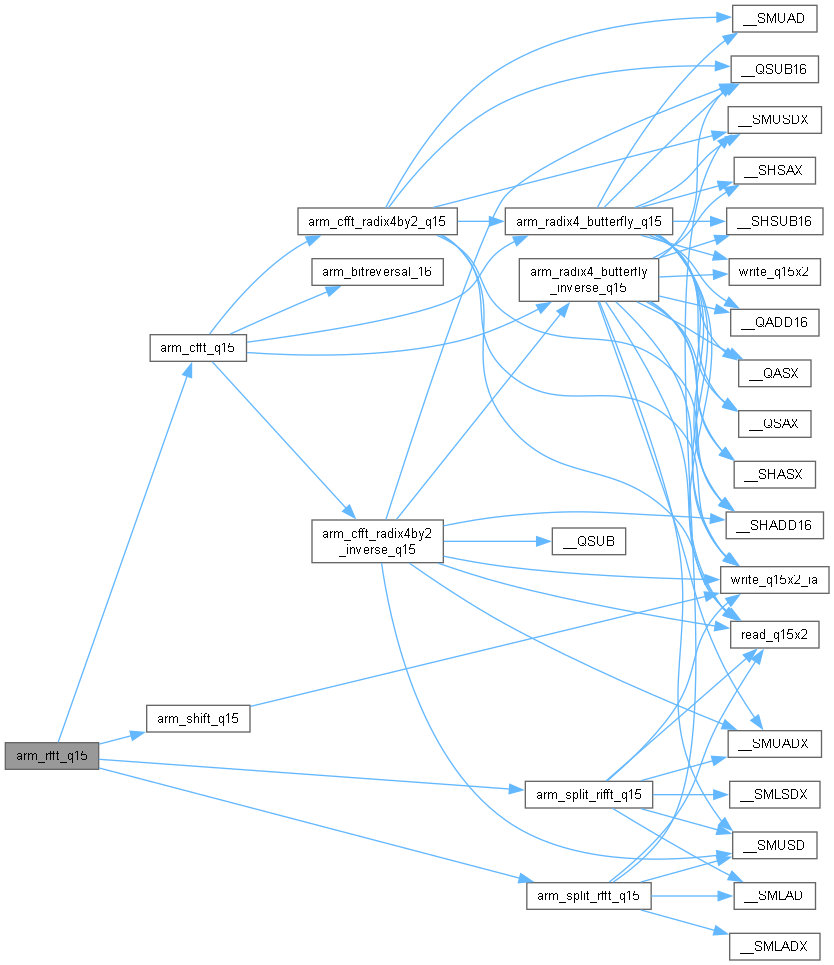 __SMUAD
__QSUB16
__SMUSDX
__SHSAX
arm_cfft_radix4by2_q15
arm_radix4_butterfly_q15
__SHSUB16
arm_bitreversal_16
arm_radix4_butterfly
_inverse_q15
write_q15x2
__QADD16
arm_cfft_q15
__QASX
__QSAX
__SHASX
__SHADD16
arm_cfft_radix4by2
_inverse_q15
__QSUB
write_q15x2_ia
read_q15x2
arm_shift_q15
__SMUADX
arm_rfft_q15
arm_split_rifft_q15
__SMLSDX
__SMUSD
arm_split_rfft_q15
__SMLAD
__SMLADX